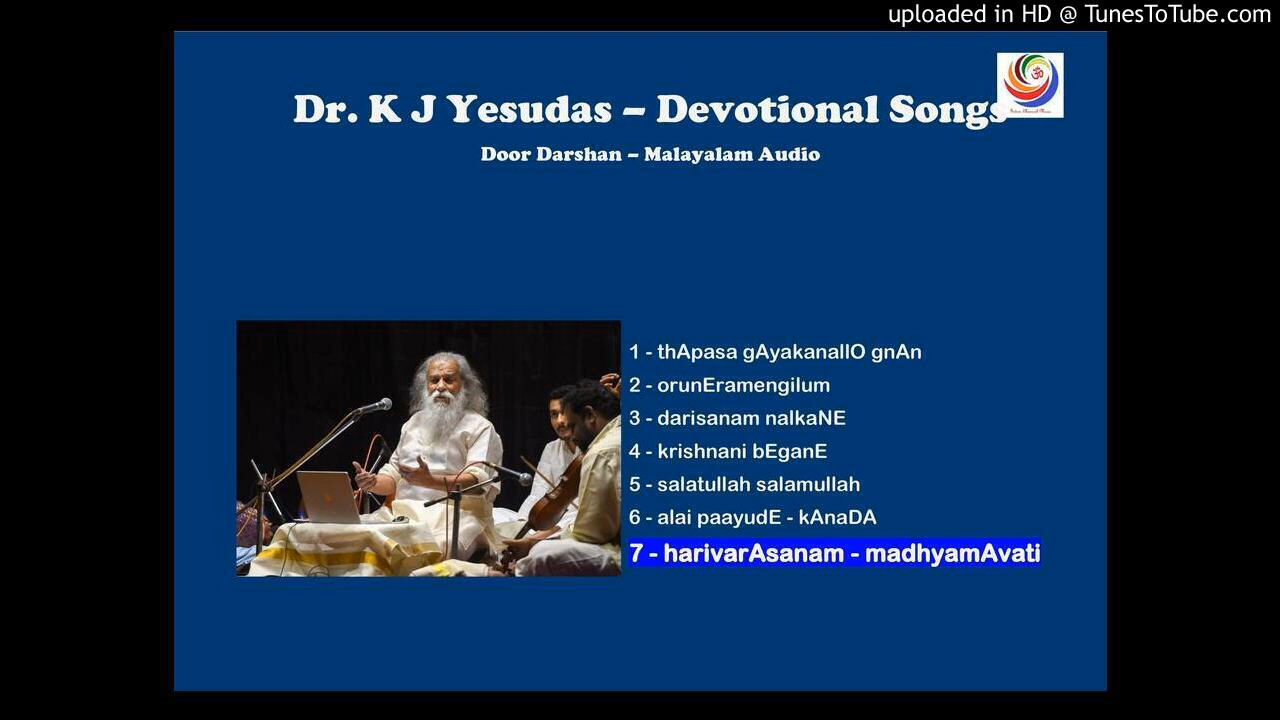 uploaded in HD @ TunesToTube.com
Dr. K J Yesudas – Devotional Songs
Door Darshan – Malayalam Audio
1 - thApasa gAyakanallO gnAn
2 - orunEramengilum
3 - darisanam nalkaNE
4 - krishnani bEganE
5 - salatullah salamullah
6 - alai paayudE - kAnaDA
7 - harivarAsanam - madhyamAvati